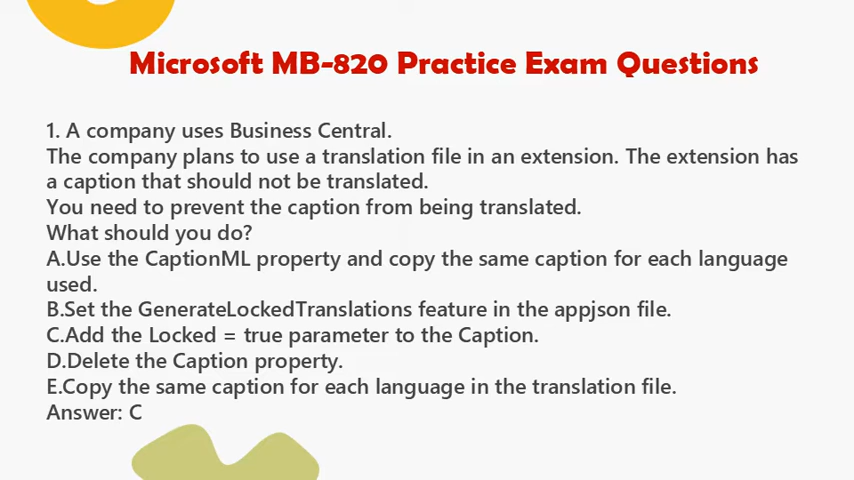 Microsoft MB-820 Practice Exam Questions
1. A company uses Business Central.
The company plans to use a translation file in an extension. The extension has
a caption that should not be translated.
You need to prevent the caption from being translated.
What should you do?
A.Use the CaptionML property and copy the same caption for each language
used.
B.Set the GenerateLockedTranslations feature in the appjson file.
C.Add the Locked = true parameter to the Caption.
D.Delete the Caption property.
E.Copy the same caption for each language in the translation file.
Answer: C